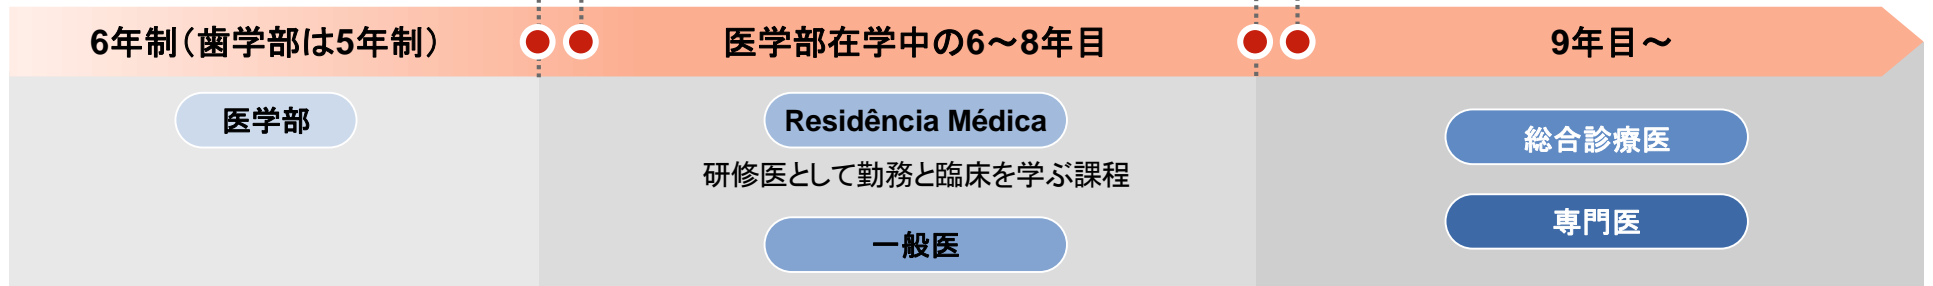 6年制（歯学部は5年制）
医学部在学中の6～8年目
9年目～
医学部
Residência Médica
研修医として勤務と臨床を学ぶ課程
一般医
総合診療医
専門医